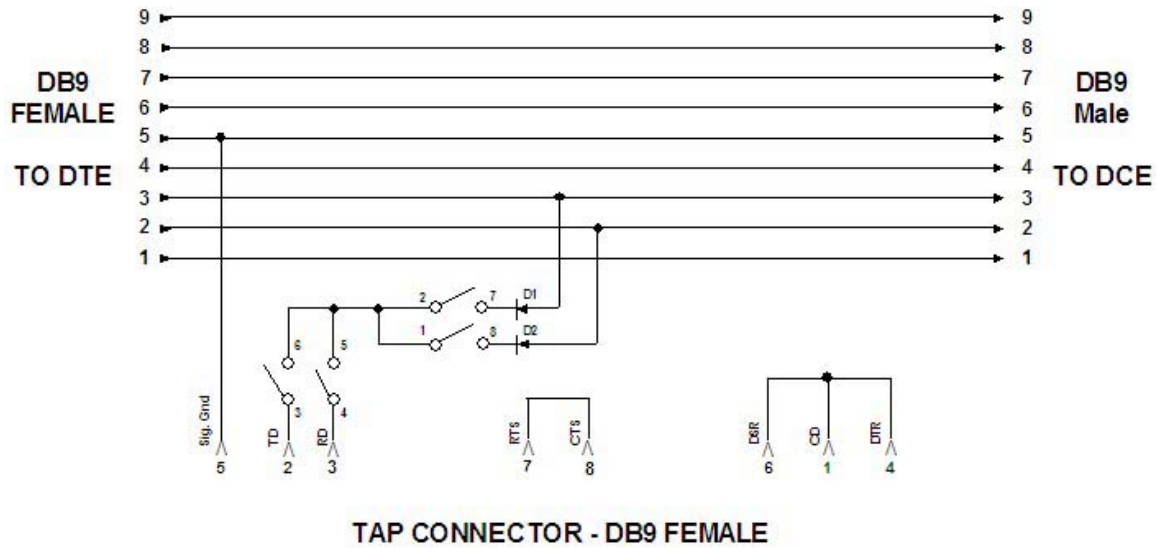 9 9
8 8
DB9
FEMALE
7 7
DB9
Male
6 6
5 5
TO DTE
4 4
TO DCE
3 3
2 2
1 1
2 7 D1
1 8 D2
6 5
3 4
Sig. Gnd
TD
RD
RTS
CTS
DSR
CD
DTR
5 2 3 7 8 6 1 4
TAP CONNECTOR - DB9 FEMALE